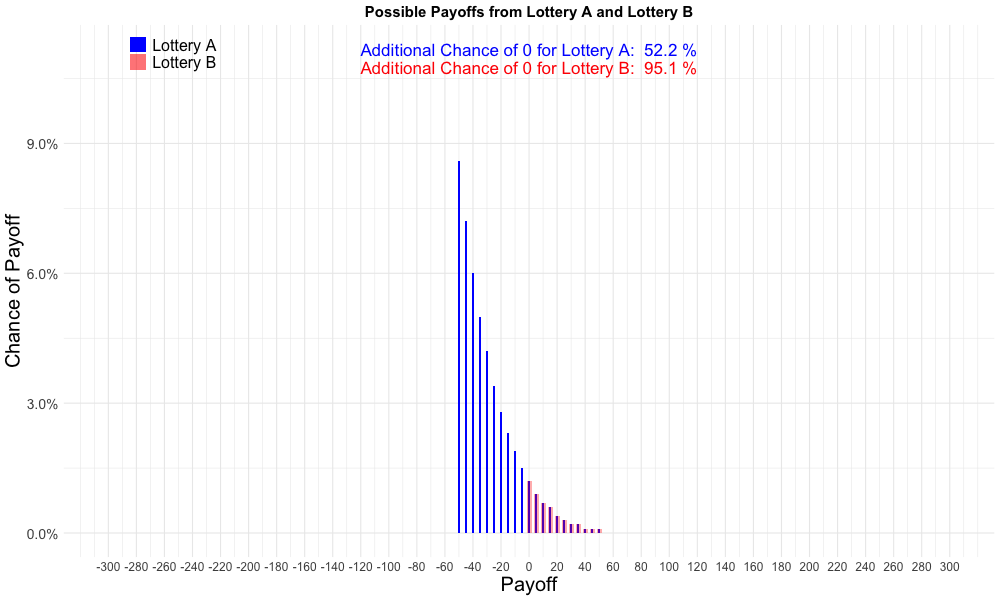 Possible Payoffs from Lottery A and Lottery B
Lottery A
Lottery B
Additional Chance of 0 for Lottery A: 52.2 %
Additional Chance of 0 for Lottery B: 95.1 %
Chance of Payoff
9.0%
6.0%
3.0%
0.0%
-300 -280 -260 -240 -220 -200 -180 -160 -140 -120 -100 -80 -60 -40 -20 0 20 40 60 80 100 120 140 160 180 200 220 240 260 280 300
Payoff